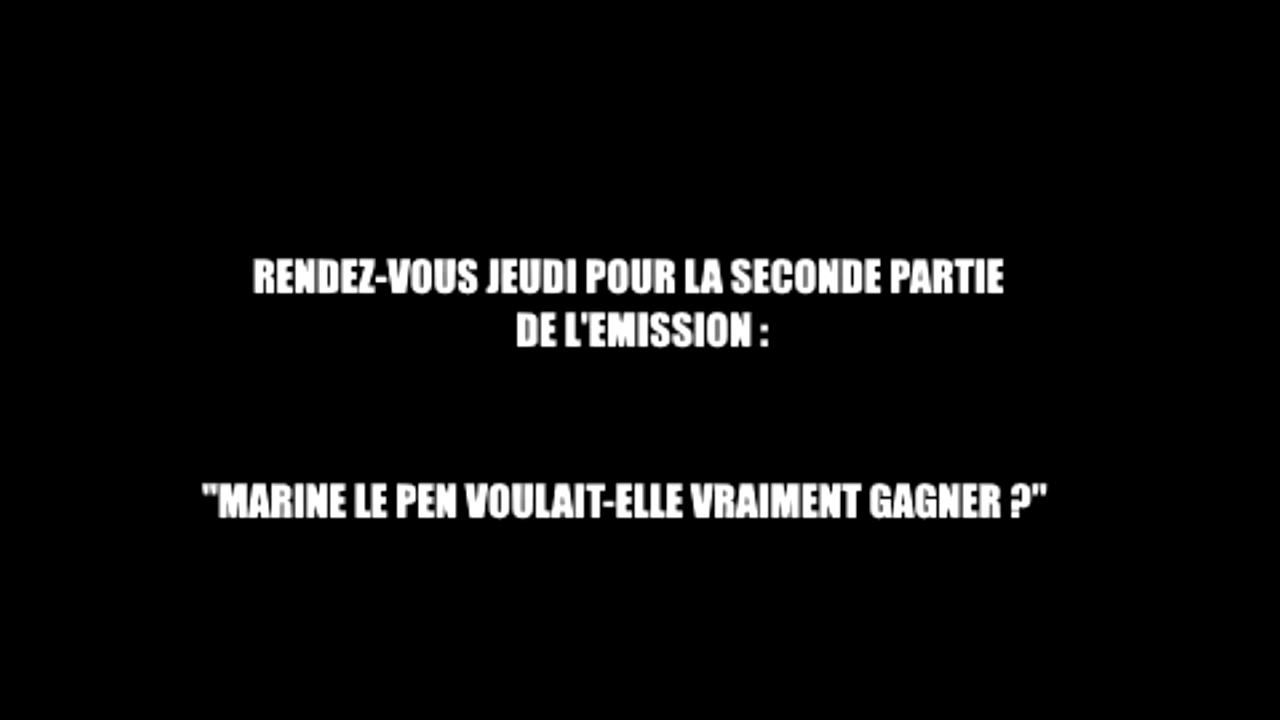 RENDEZ-VOUS JEUDI POUR LA SECONDE PARTIE
DE L'EMISSION :
"MARINE LE PEN VOULAIT-ELLE VRAIMENT GAGNER ?"